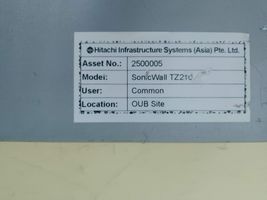 Hitachi Infrastructure Systems (Asia) Pte. Ltd.
Asset No.: 2500005
Model: SonicWall TZ210
User: Common
Location: OUB Site